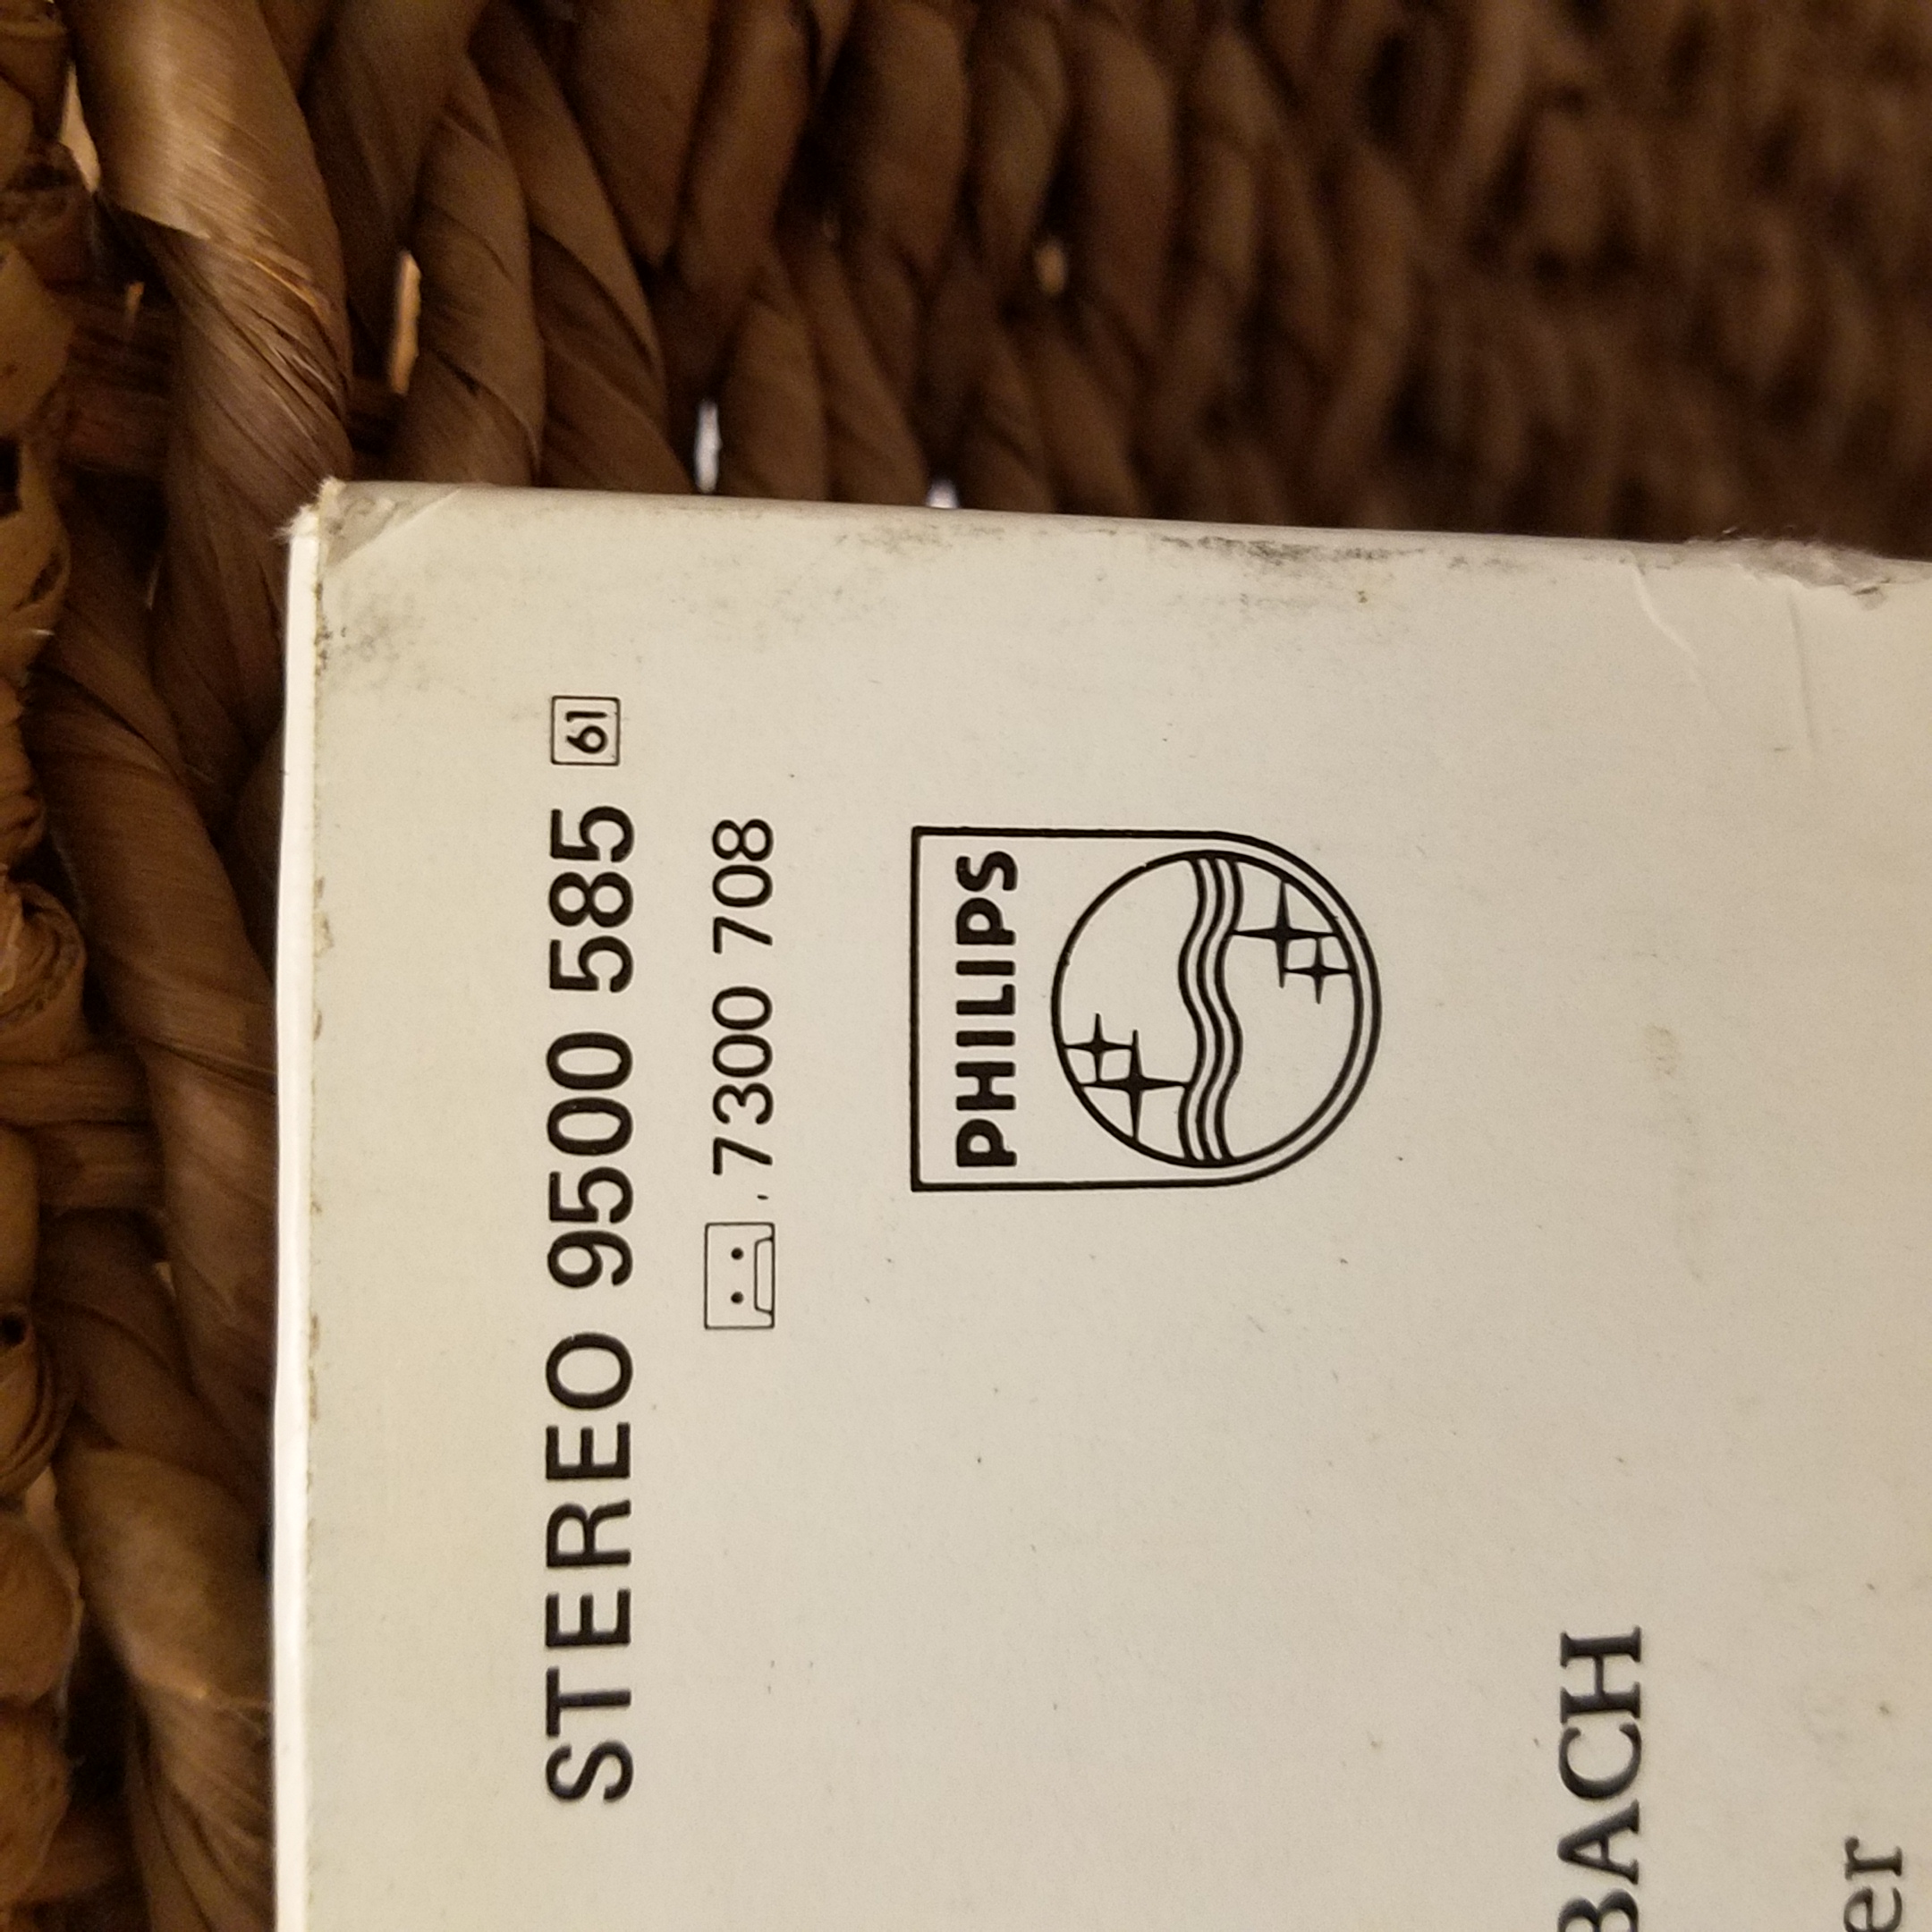 STEREO 9500 585 61
7300 708
PHILIPS
BACH
er